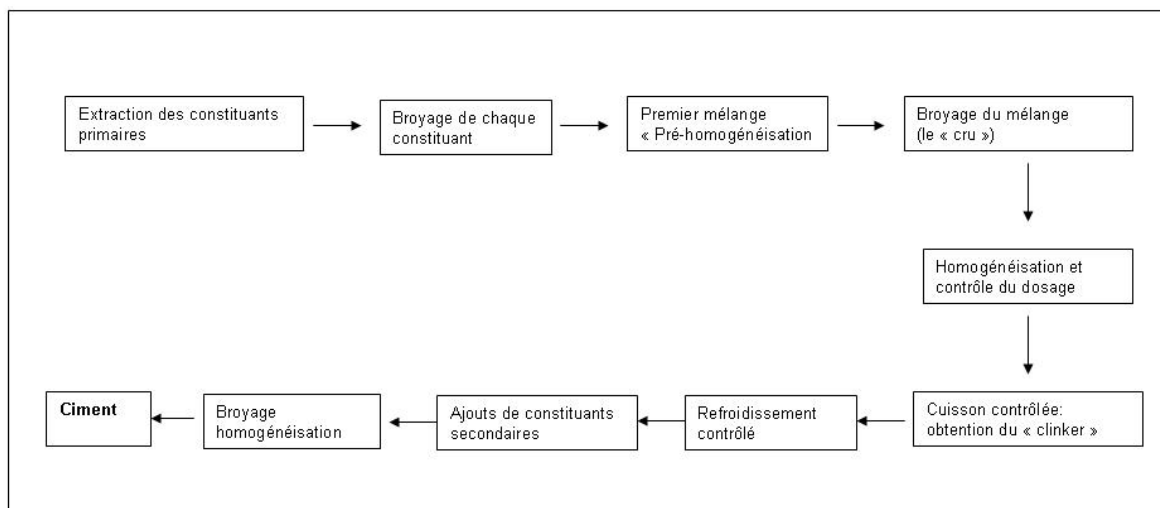 Extraction des constituants
primaires
Broyage de chaque
constituant
Premier mélange
« Pré-homogénéisation
Broyage du mélange
(le « cru »)
Homogénéisation et
contrôle du dosage
Cuisson contrôlée:
obtention du « clinker »
Refroidissement
contrôlé
Ajouts de constituants
secondaires
Broyage
homogénéisation
Ciment